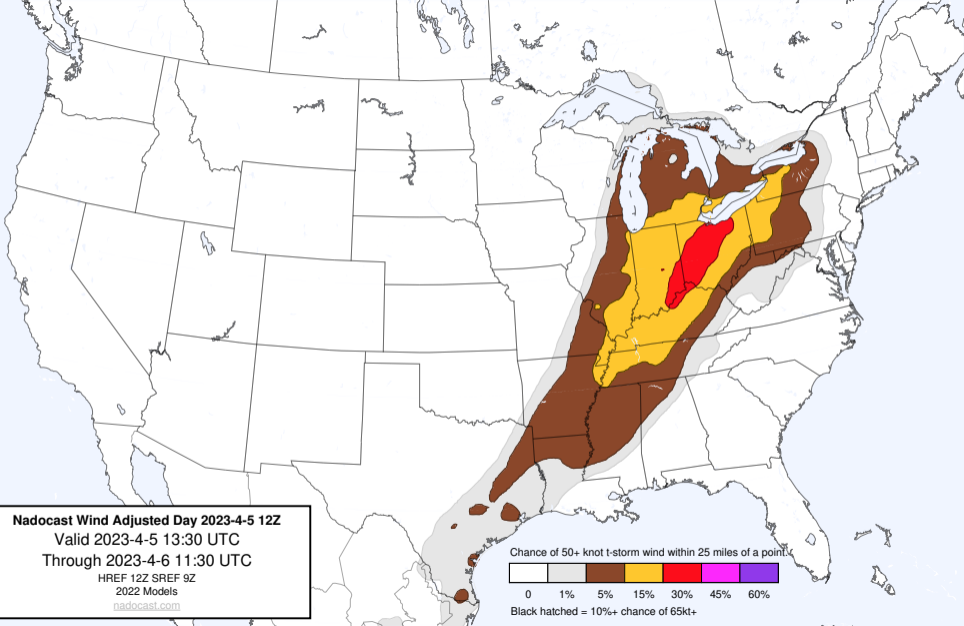 Nadocast Wind Adjusted Day 2023-4-5 12Z
Valid 2023-4-5 13:30 UTC
Through 2023-4-6 11:30 UTC
HREF 12Z SREF 9Z
2022 Models
nadocast.com
Chance of 50+ knot t-storm wind within 25 miles of a point.
0 1% 5% 15% 30% 45% 60%
Black hatched = 10%+ chance of 65kt+